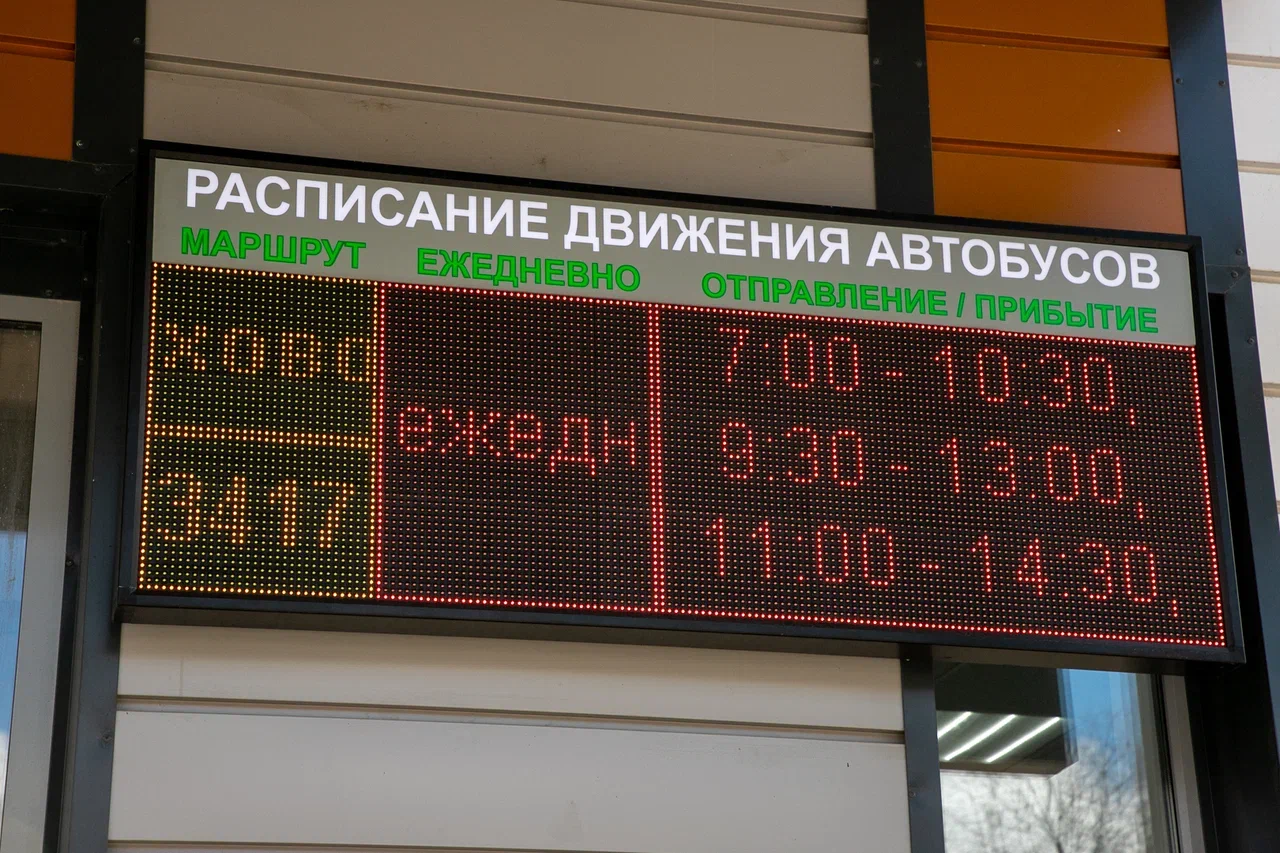 РАСПИСАНИЕ ДВИЖЕНИЯ АВТОБУСОВ
МАРШРУТ ЕЖЕДНЕВНО ОТПРАВЛЕНИЕ / ПРИБЫТИЕ
7:00 - 10:30,
ежедн
9:30 - 13:00,
3417
11:00 - 14:30,